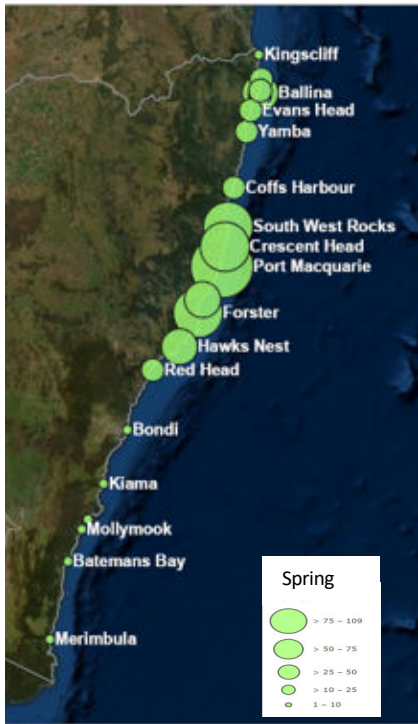 Kingscliff
Ballina
Evans Head
Yamba
Coffs Harbour
South West Rocks
Crescent Head
Port Macquarie
Forster
Hawks Nest
Red Head
Bondi
Kiama
Mollymook
Batemans Bay
Merimbula
Spring
> 75 – 109
> 50 – 75
> 25 – 50
> 10 – 25
1 – 10